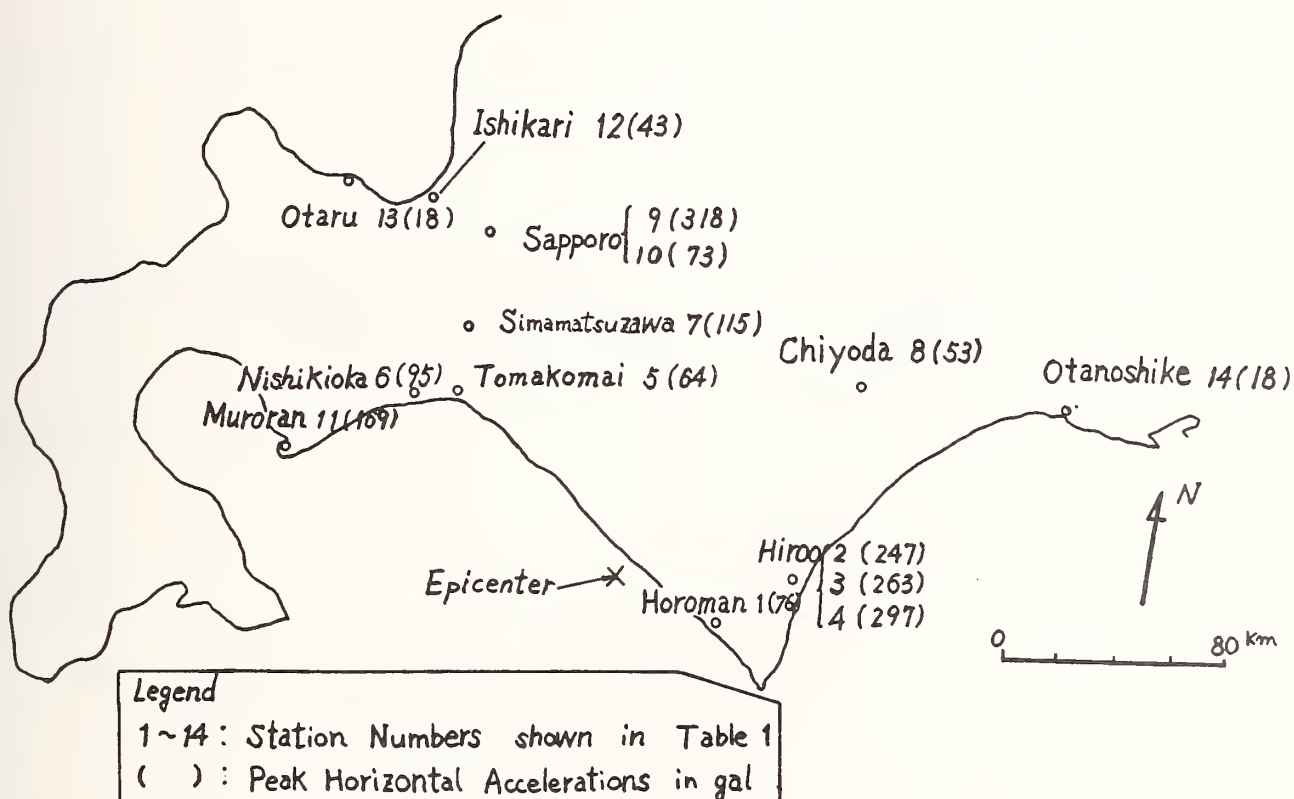 Ishikari 12(43)
Otaru 13(18)
Sapporo
9(318)
10(73)
Simamatsuzawa 7(115)
Chiyoda 8(53)
Nishikioka 6(95)
Tomakomai 5(64)
Otanoshike 14(18)
Muroran 11(169)
N
Hiroo
2 (247)
3 (263)
4 (297)
Epicenter
Horoman 1(76)
0
80 km
Legend
1~14: Station Numbers shown in Table 1
( ): Peak Horizontal Accelerations in gal